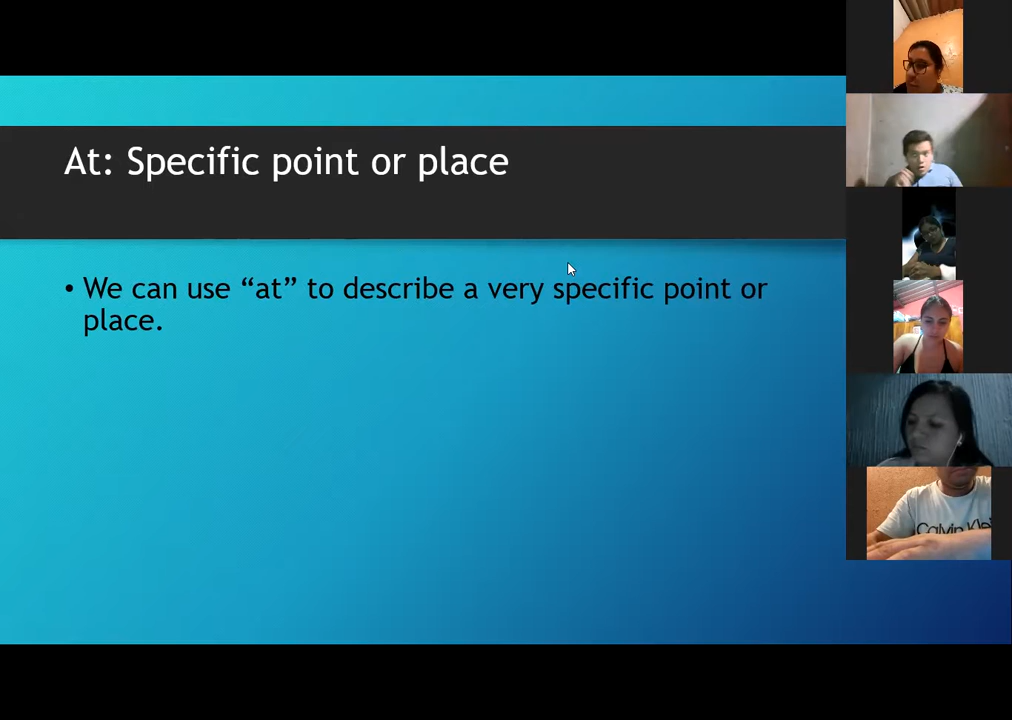 At: Specific point or place
• We can use “at” to describe a very specific point or
place.
Calvin Klein